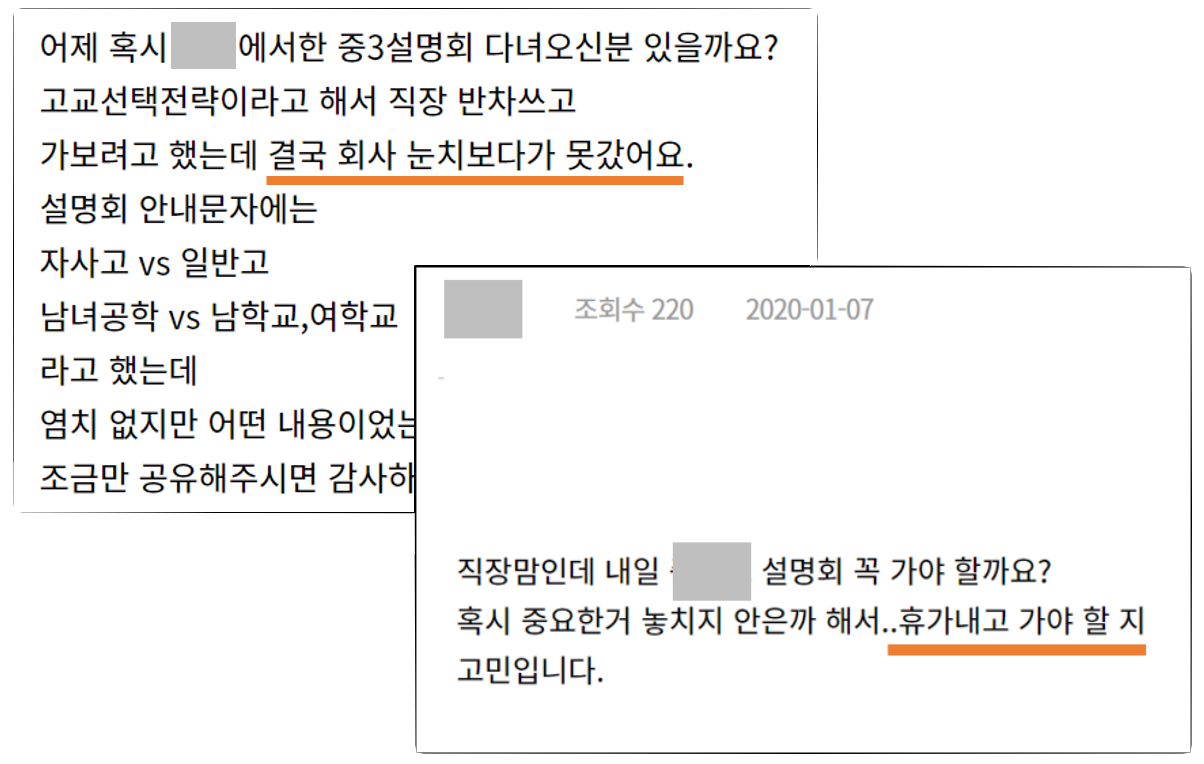 어제 혹시 에서한 중3설명회 다녀오신분 있을까요?
고교선택전략이라고 해서 직장 반차쓰고
가보려고 했는데 결국 회사 눈치보다가 못갔어요.
설명회 안내문자에는
자사고 vs 일반고
남녀공학 vs 남학교,여학교
라고 했는데
염치 없지만 어떤 내용이었는
조금만 공유해주시면 감사하
조회수 220 2020-01-07
직장맘인데 내일 설명회 꼭 가야 할까요?
혹시 중요한거 놓치지 안은까 해서..휴가내고 가야 할 지
고민입니다.